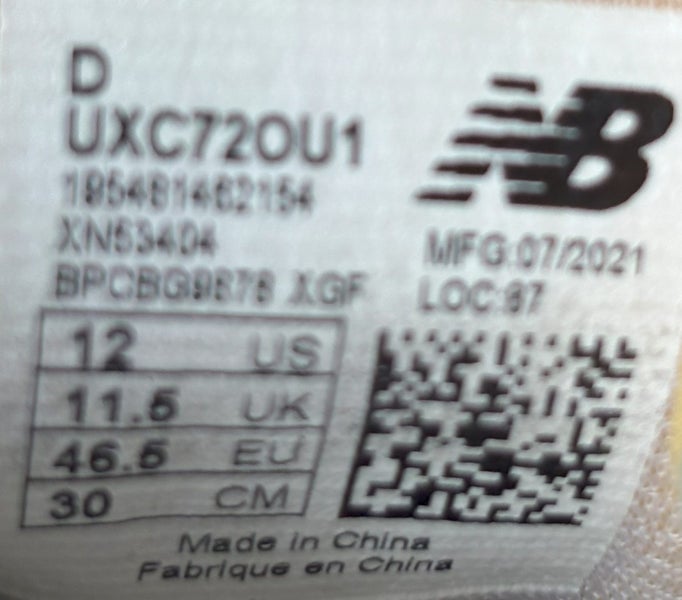 D
UXC72OU1
195481462154
XN53404
BPCBG9878 XGF
NB
MFG:07/2021
LOC:87
12 US
11.5 UK
46.5 EU
30 CM
Made in China
Fabrique en China